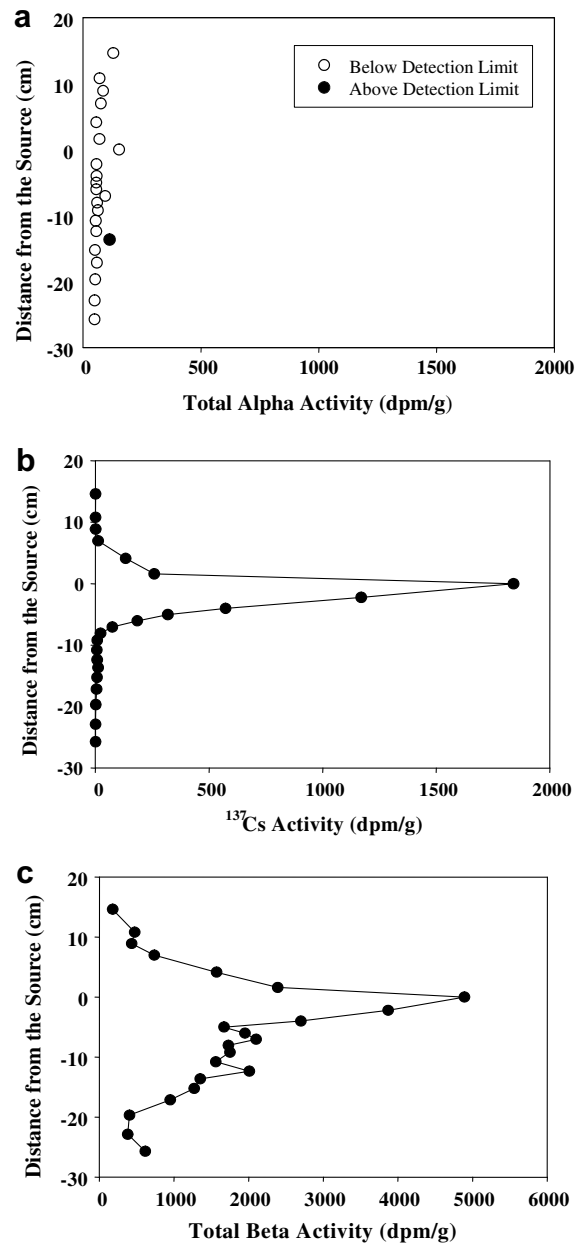 a
20
10
0
-10
-20
-30
Distance from the Source (cm)
Below Detection Limit
Above Detection Limit
0 500 1000 1500 2000
Total Alpha Activity (dpm/g)
b
20
10
0
-10
-20
-30
Distance from the Source (cm)
0 500 1000 1500 2000
¹³⁷Cs Activity (dpm/g)
c
20
10
0
-10
-20
-30
Distance from the Source (cm)
0 1000 2000 3000 4000 5000 6000
Total Beta Activity (dpm/g)